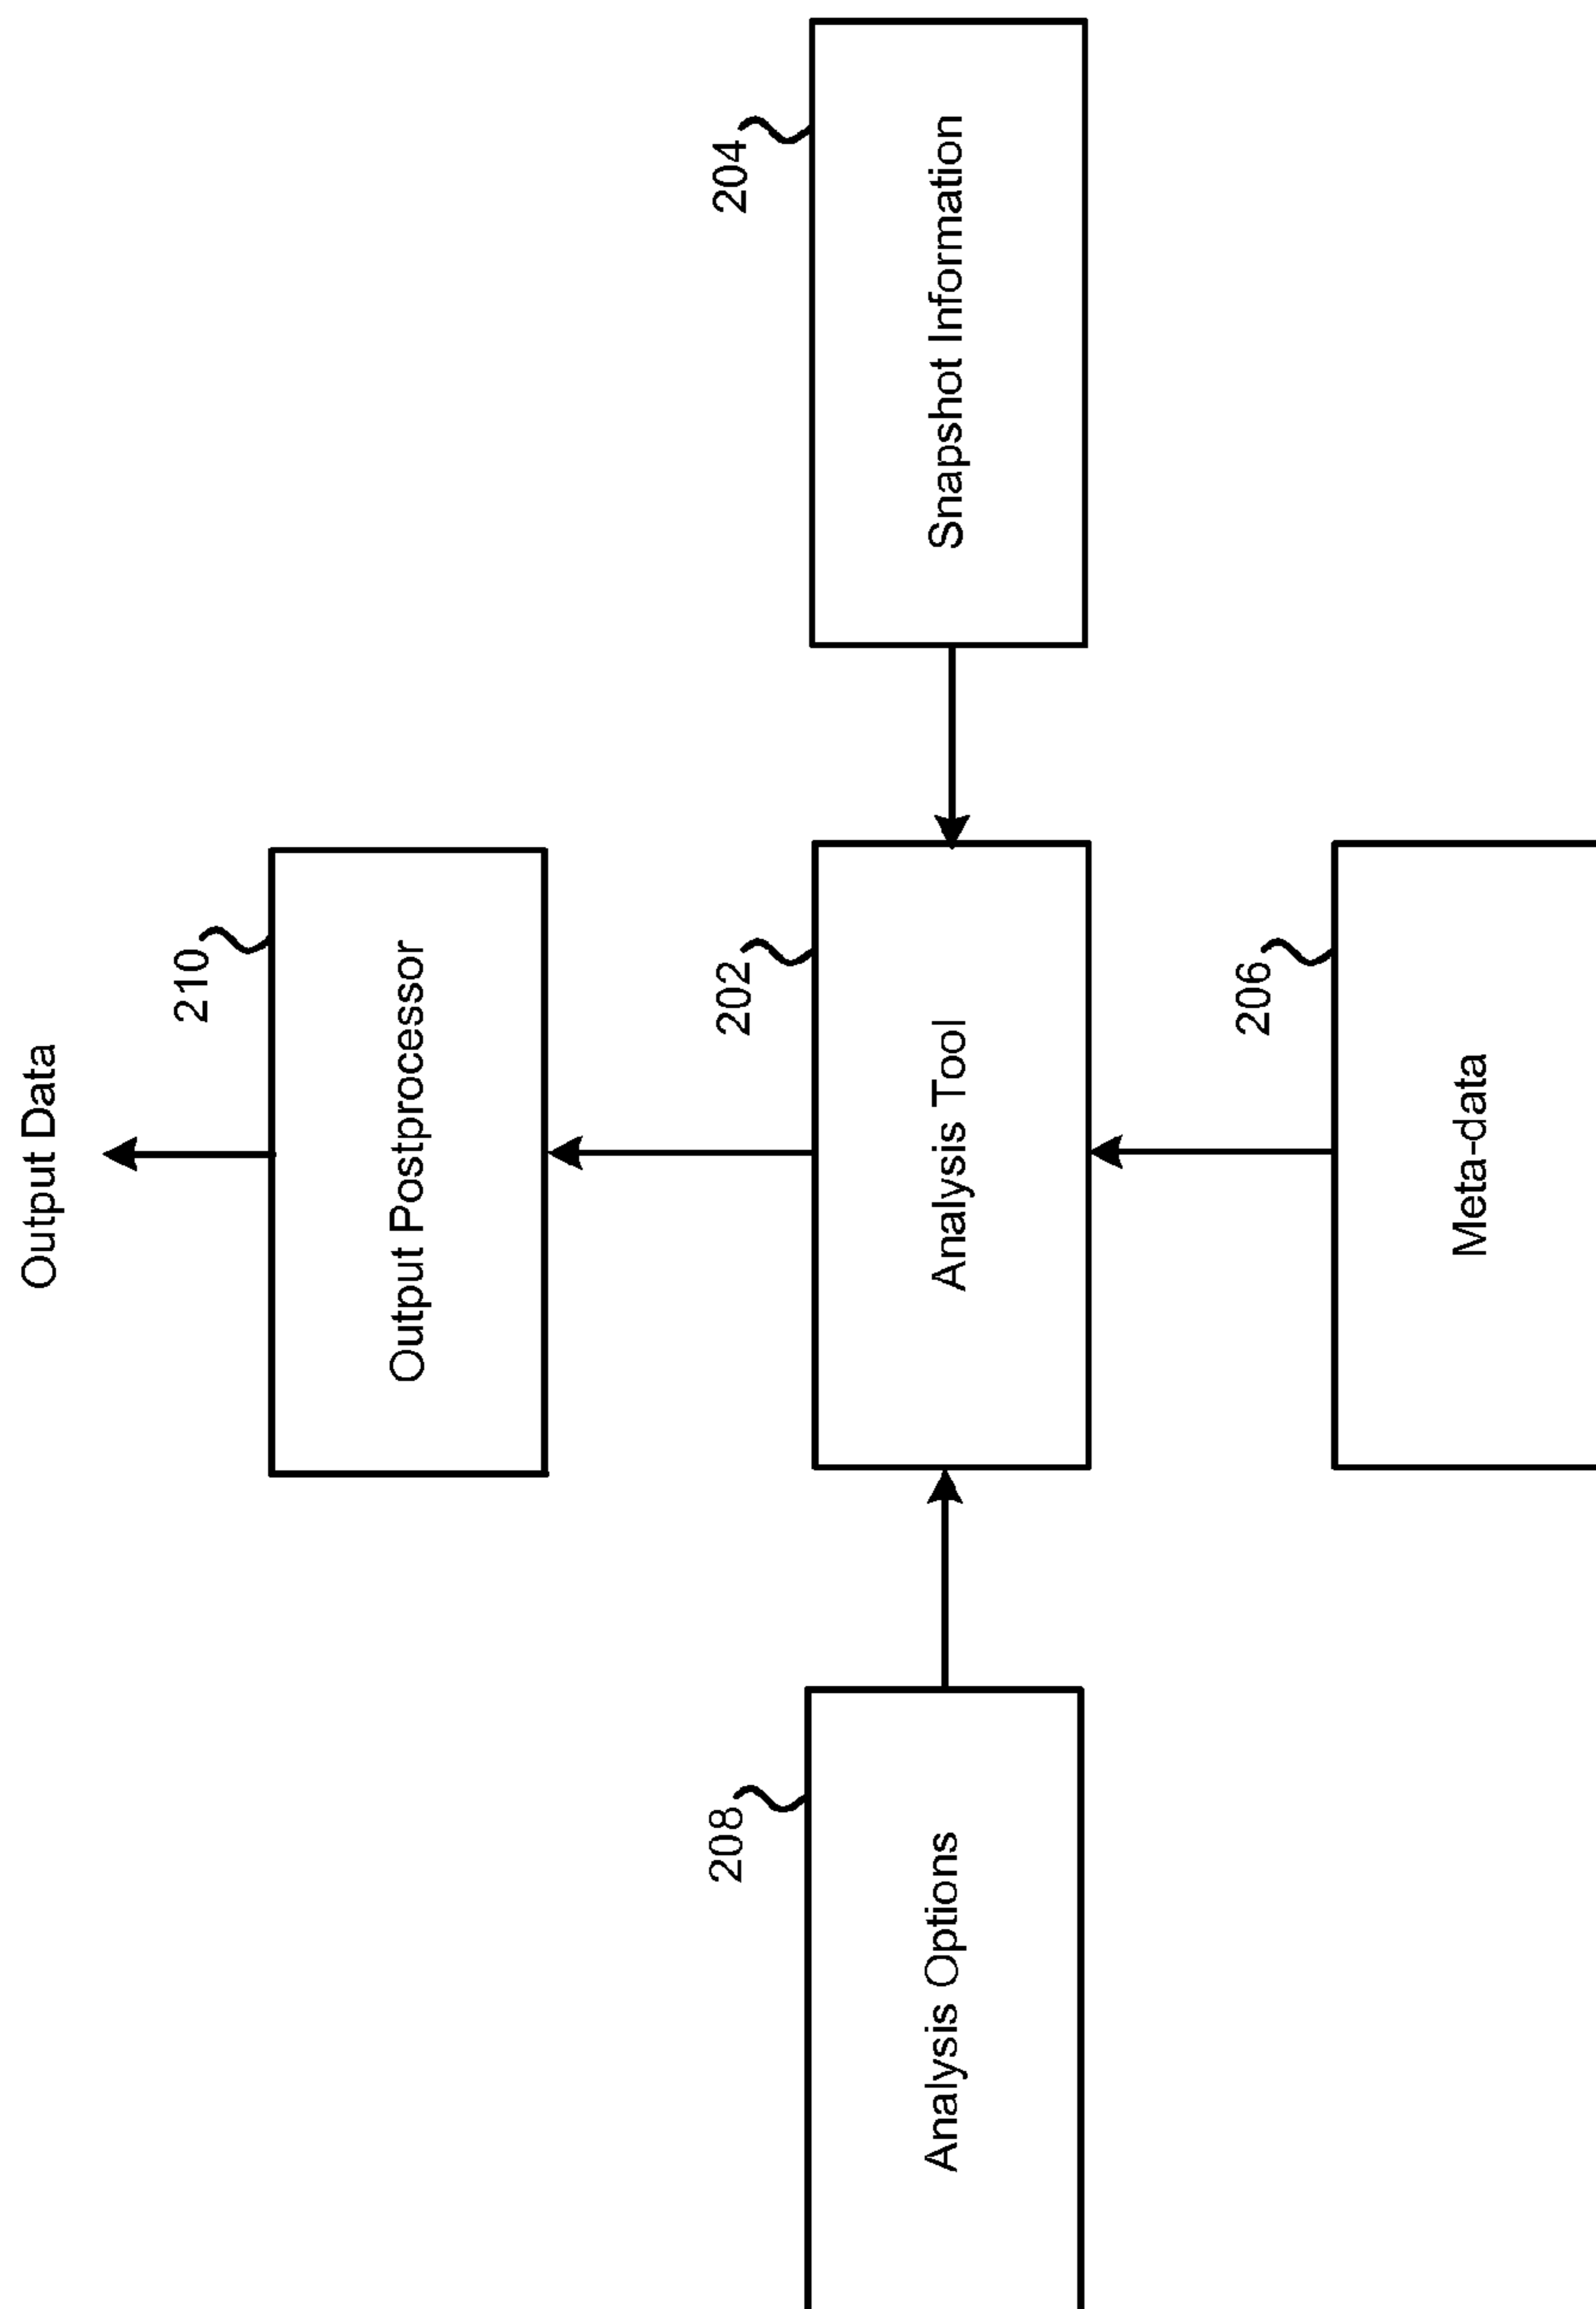 204
Snapshot Information
210
Output Postprocessor
Output Data
202
Analysis Tool
206
Meta-data
208
Analysis Options